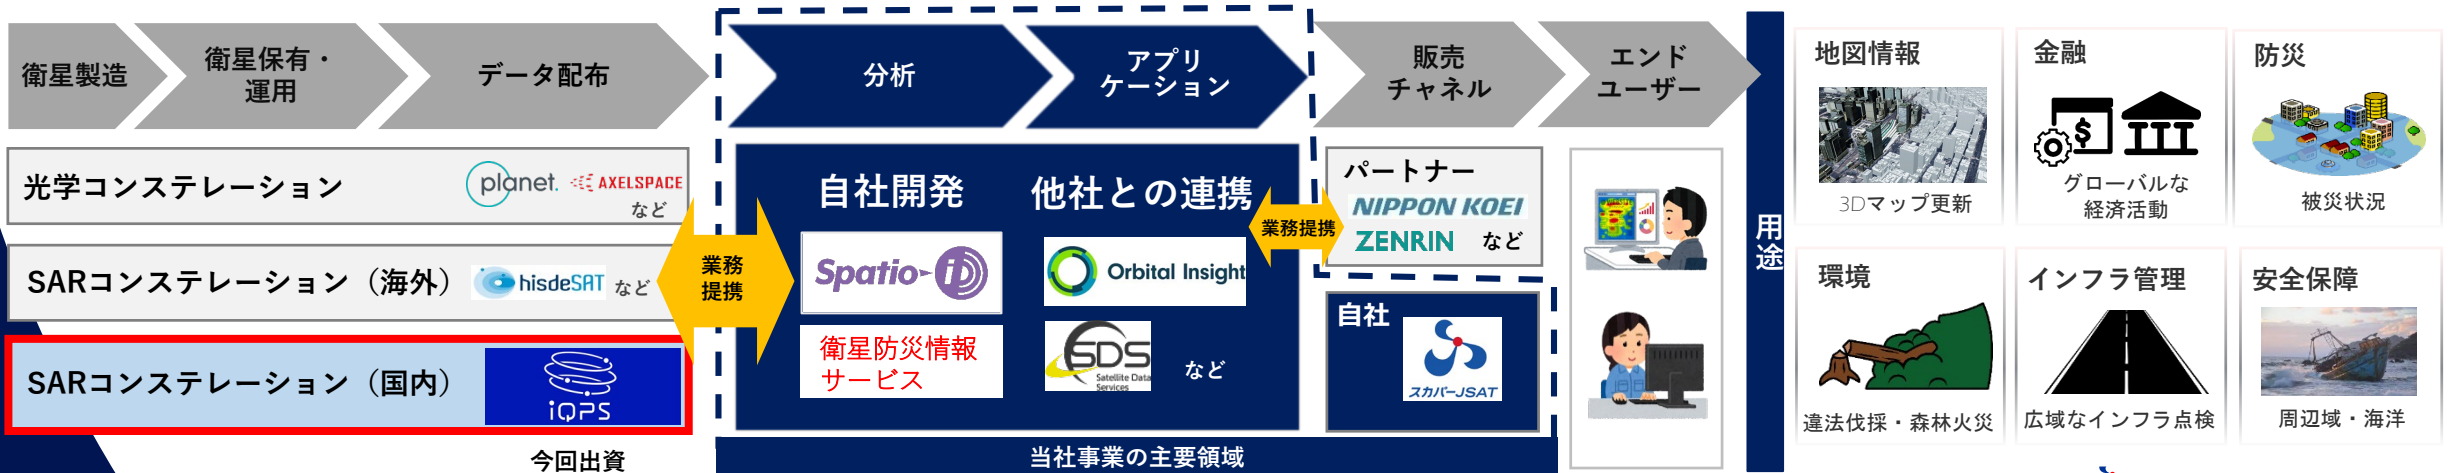 衛星製造
衛星保有・
運用
データ配布
分析
アプリ
ケーション
販売
チャネル
エンド
ユーザー
光学コンステレーション
planet.
AXELSPACE
など
SARコンステレーション（海外）
hisdeSAT
など
SARコンステレーション（国内）
iQPS
今回出資
業務
提携
自社開発
Spatio-iD
衛星防災情報
サービス
他社との連携
Orbital Insight
SDS
Satellite Data
Services
など
業務提携
パートナー
NIPPON KOEI
ZENRIN
など
自社
スカパーJSAT
当社事業の主要領域
用途
地図情報
3Dマップ更新
金融
$
グローバルな
経済活動
防災
被災状況
環境
違法伐採・森林火災
インフラ管理
広域なインフラ点検
安全保障
周辺域・海洋